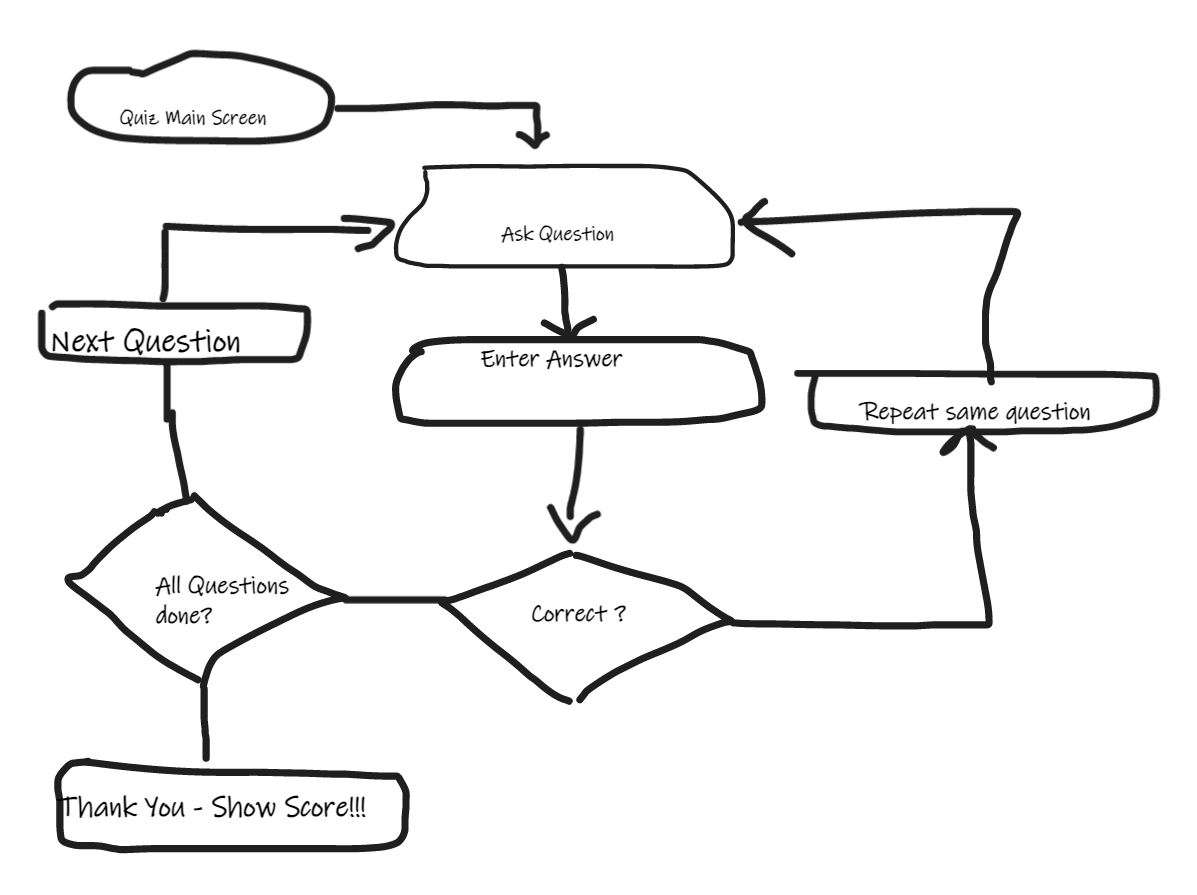 Quiz Main Screen
Ask Question
Next Question
Enter Answer
Repeat same question
All Questions
done?
Correct ?
Thank You - Show Score!!!